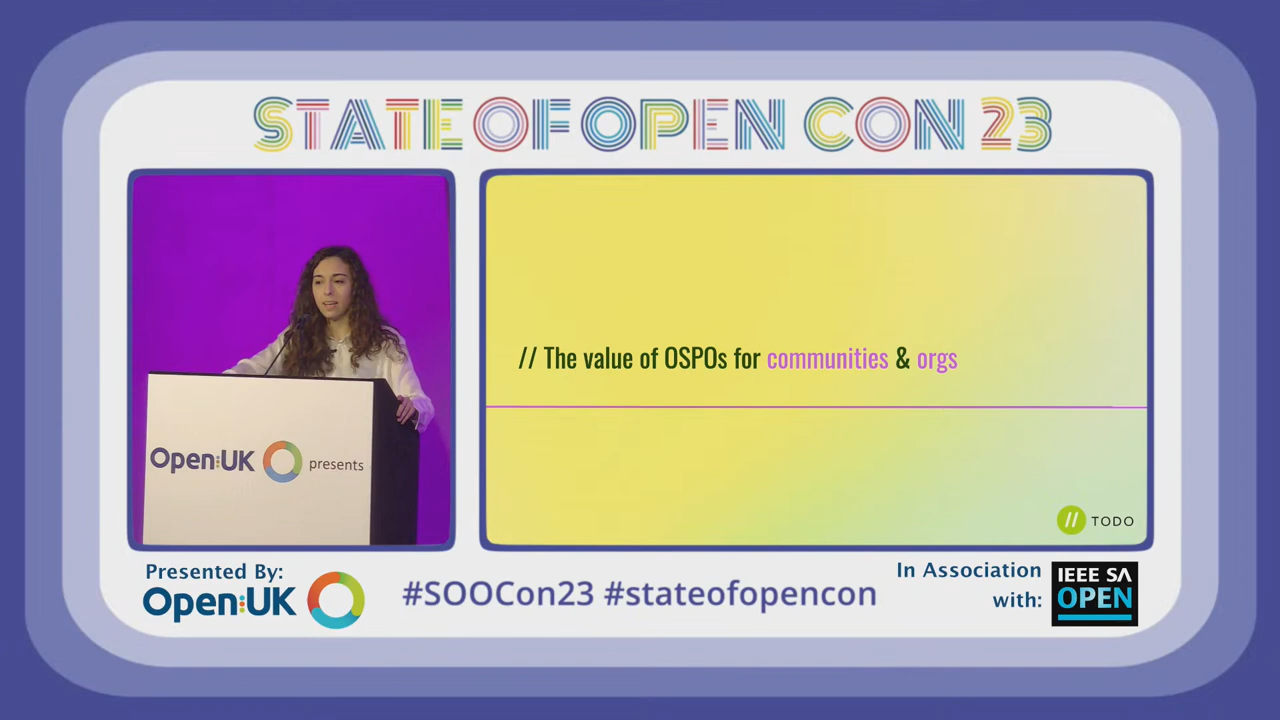 STATE OF OPEN CON 23
// The value of OSPOs for communities & orgs
// TODO
Open:UK presents
Presented By:
Open:UK
#SOOCon23 #stateofopencon
In Association
with:
IEEE SA
OPEN